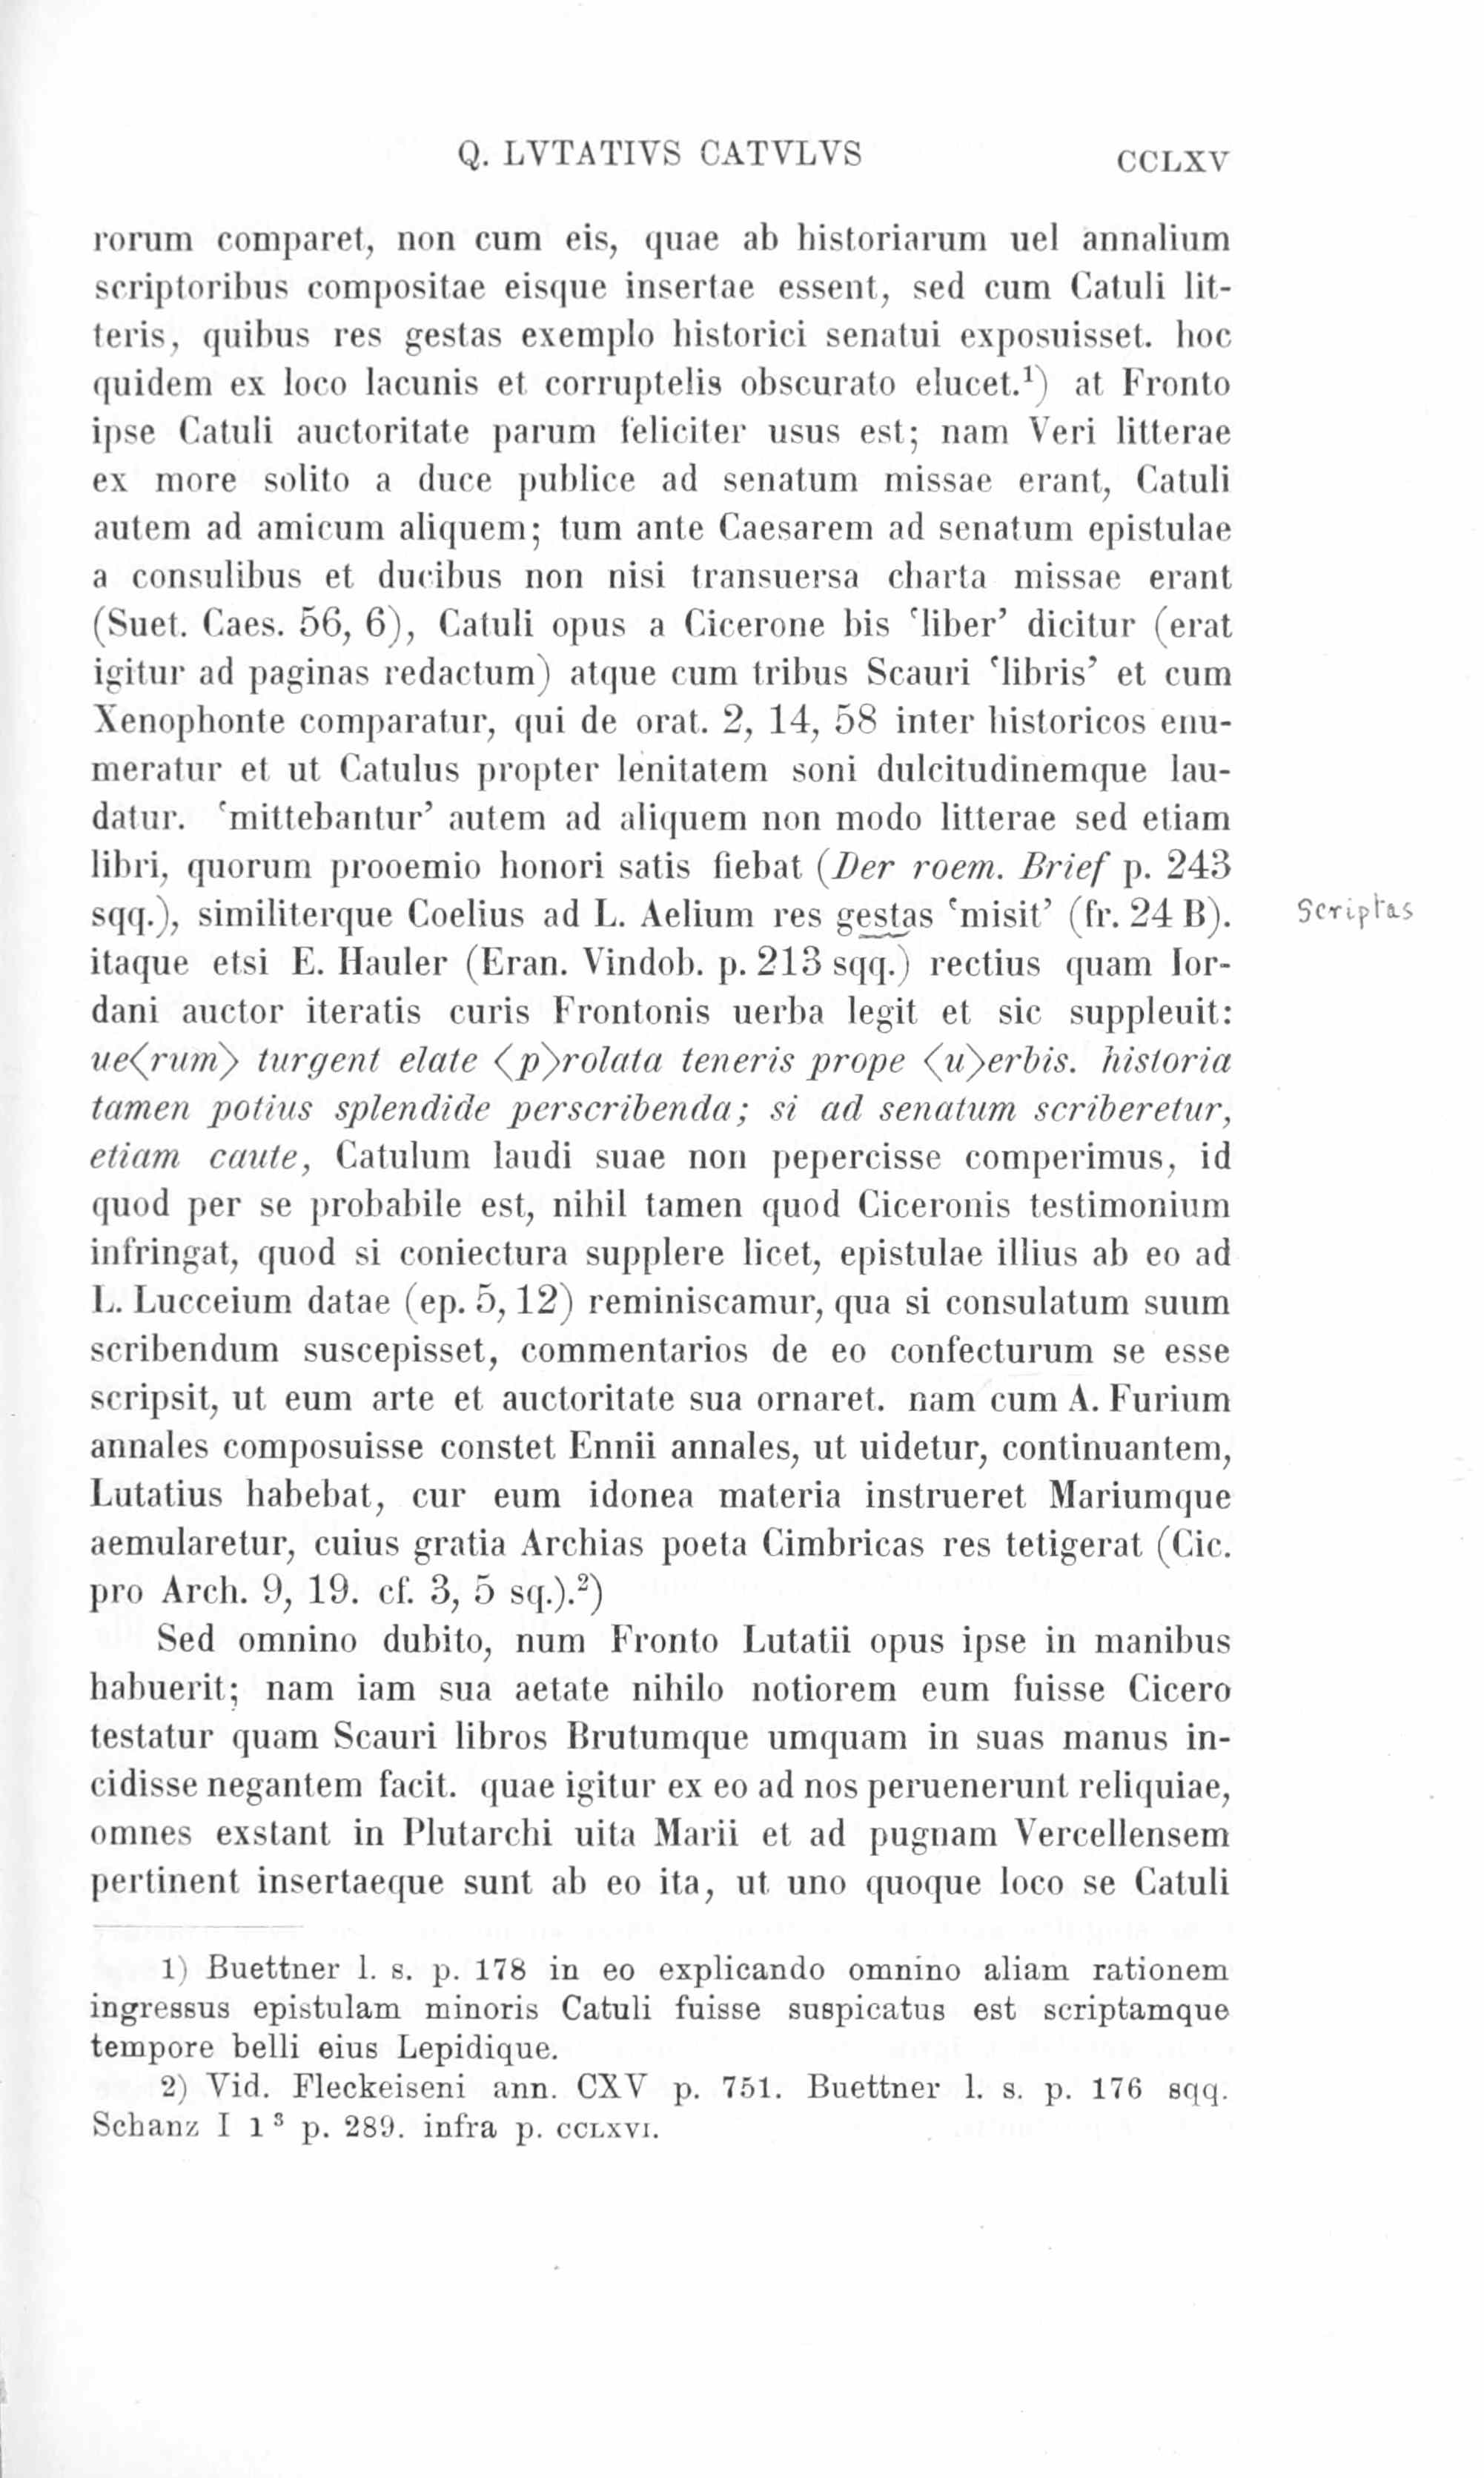 Q. LVTATIVS CATVLVS CCLXV
rorum comparet, non cum eis, quae ab historiarum uel annalium
scriptoribus compositae eisque insertae essent, sed cum Catuli lit-
teris, quibus res gestas exemplo historici senatui exposuisset. hoc
quidem ex loco lacunis et corruptelis obscurato elucet.¹) at Fronto
ipse Catuli auctoritate parum feliciter usus est; nam Veri litterae
ex more solito a duce publice ad senatum missae erant, Catuli
autem ad amicum aliquem; tum ante Caesarem ad senatum epistulae
a consulibus et ducibus non nisi transuersa charta missae erant
(Suet. Caes. 56, 6), Catuli opus a Cicerone bis ‘liber’ dicitur (erat
igitur ad paginas redactum) atque cum tribus Scauri ‘libris’ et cum
Xenophonte comparatur, qui de orat. 2, 14, 58 inter historicos enu-
meratur et ut Catulus propter lenitatem soni dulcitudinemque lau-
datur. ‘mittebantur’ autem ad aliquem non modo litterae sed etiam
libri, quorum prooemio honori satis fiebat (Der roem. Brief p. 243
sqq.), similiterque Coelius ad L. Aelium res gestas ‘misit’ (fr. 24 B). Scriptas
itaque etsi E. Hauler (Eran. Vindob. p. 213 sqq.) rectius quam Ior-
dani auctor iteratis curis Frontonis uerba legit et sic suppleuit:
ue⟨rum⟩ turgent elate ⟨p⟩rolata teneris prope ⟨u⟩erbis. historia
tamen potius splendide perscribenda; si ad senatum scriberetur,
etiam caute, Catulum laudi suae non pepercisse comperimus, id
quod per se probabile est, nihil tamen quod Ciceronis testimonium
infringat, quod si coniectura supplere licet, epistulae illius ab eo ad
L. Lucceium datae (ep. 5, 12) reminiscamur, qua si consulatum suum
scribendum suscepisset, commentarios de eo confecturum se esse
scripsit, ut eum arte et auctoritate sua ornaret. nam cum A. Furium
annales composuisse constet Ennii annales, ut uidetur, continuantem,
Lutatius habebat, cur eum idonea materia instrueret Mariumque
aemularetur, cuius gratia Archias poeta Cimbricas res tetigerat (Cic.
pro Arch. 9, 19. cf. 3, 5 sq.).²)
Sed omnino dubito, num Fronto Lutatii opus ipse in manibus
habuerit; nam iam sua aetate nihilo notiorem eum fuisse Cicero
testatur quam Scauri libros Brutumque umquam in suas manus in-
cidisse negantem facit. quae igitur ex eo ad nos peruenerunt reliquiae,
omnes exstant in Plutarchi uita Marii et ad pugnam Vercellensem
pertinent insertaeque sunt ab eo ita, ut uno quoque loco se Catuli
1) Buettner l. s. p. 178 in eo explicando omnino aliam rationem
ingressus epistulam minoris Catuli fuisse suspicatus est scriptamque
tempore belli eius Lepidique.
2) Vid. Fleckeiseni ann. CXV p. 751. Buettner l. s. p. 176 sqq.
Schanz I 1³ p. 289. infra p. CCLXVI.